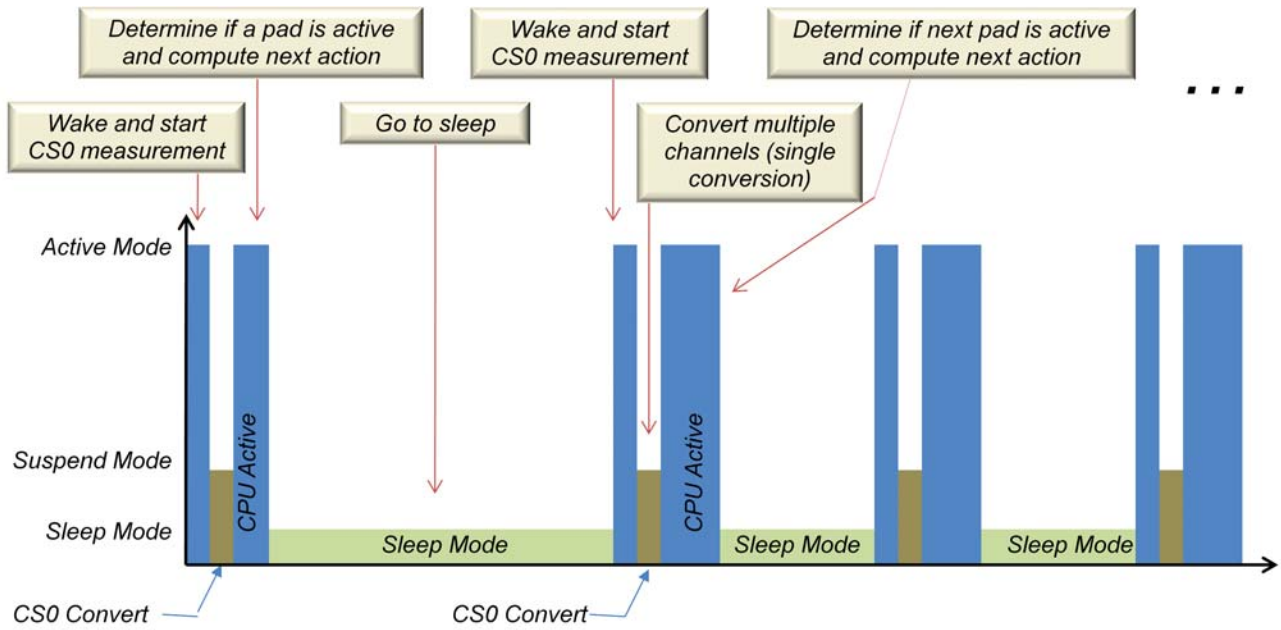 Determine if a pad is active
and compute next action
Wake and start
CS0 measurement
Determine if next pad is active
and compute next action
...
Wake and start
CS0 measurement
Go to sleep
Convert multiple
channels (single
conversion)
Active Mode
Suspend Mode
Sleep Mode
CPU Active
Sleep Mode
CPU Active
Sleep Mode
Sleep Mode
CS0 Convert
CS0 Convert